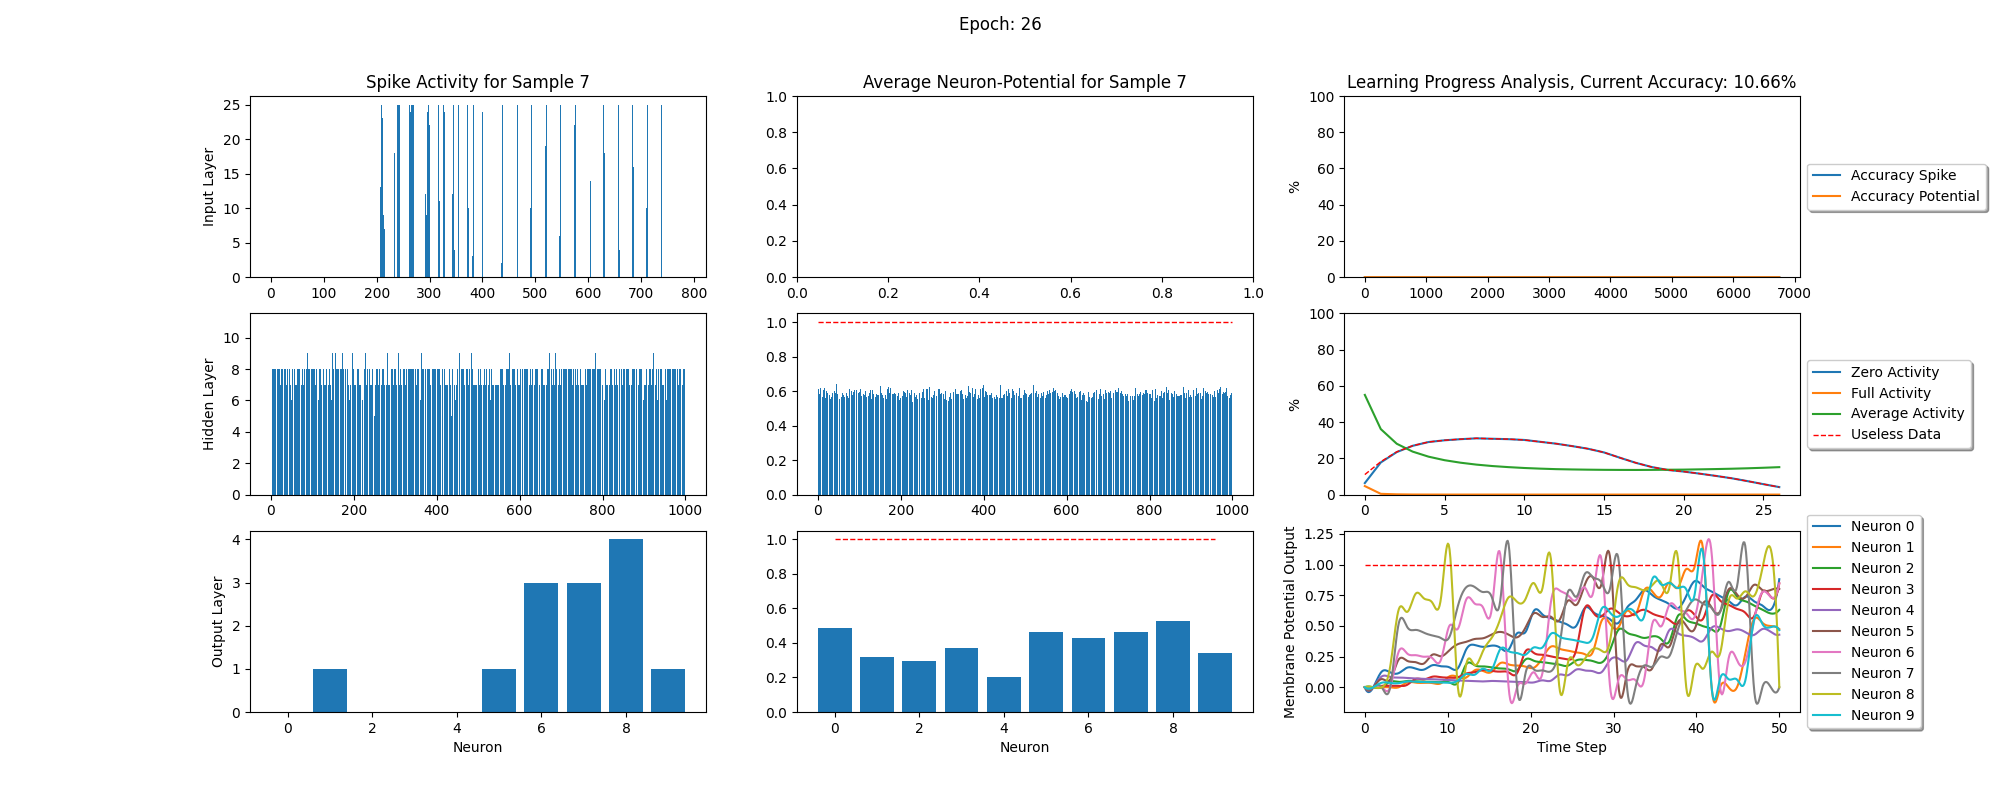 Epoch: 26
Spike Activity for Sample 7
Input Layer
25
20
15
10
5
0
0 100 200 300 400 500 600 700 800
Average Neuron-Potential for Sample 7
1.0
0.8
0.6
0.4
0.2
0.0
0.0 0.2 0.4 0.6 0.8 1.0
Learning Progress Analysis, Current Accuracy: 10.66%
%
100
80
60
40
20
0
0 1000 2000 3000 4000 5000 6000 7000
Accuracy Spike
Accuracy Potential
Hidden Layer
10
8
6
4
2
0
0 200 400 600 800 1000
1.0
0.8
0.6
0.4
0.2
0.0
0 200 400 600 800 1000
%
100
80
60
40
20
0
0 5 10 15 20 25
Zero Activity
Full Activity
Average Activity
Useless Data
Output Layer
4
3
2
1
0
0 2 4 6 8
Neuron
1.0
0.8
0.6
0.4
0.2
0.0
0 2 4 6 8
Neuron
Membrane Potential Output
1.25
1.00
0.75
0.50
0.25
0.00
0 10 20 30 40 50
Time Step
Neuron 0
Neuron 1
Neuron 2
Neuron 3
Neuron 4
Neuron 5
Neuron 6
Neuron 7
Neuron 8
Neuron 9